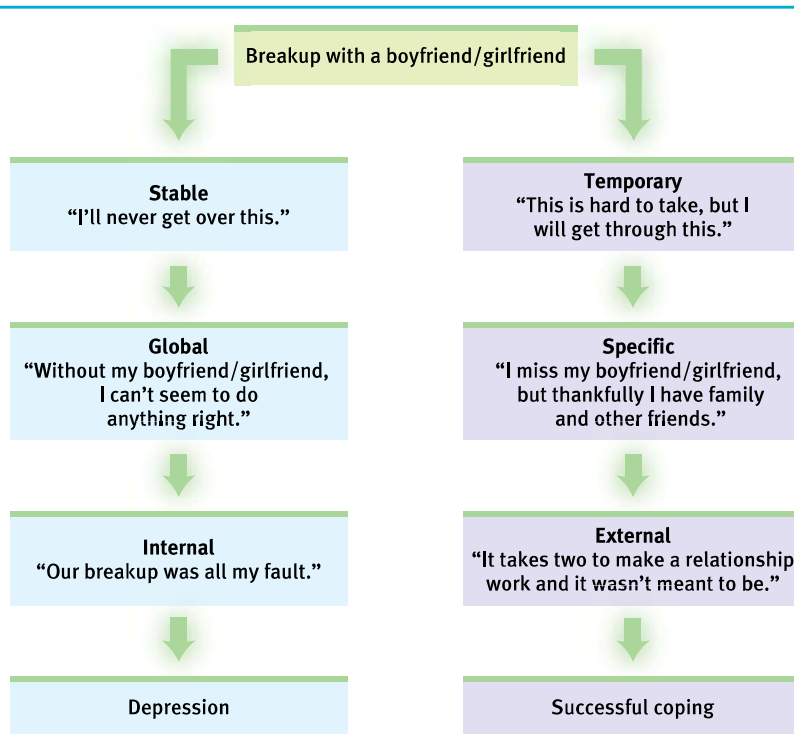 Breakup with a boyfriend/girlfriend
Stable
“I’ll never get over this.”
Global
“Without my boyfriend/girlfriend,
I can’t seem to do
anything right.”
Internal
“Our breakup was all my fault.”
Depression
Temporary
“This is hard to take, but I
will get through this.”
Specific
“I miss my boyfriend/girlfriend,
but thankfully I have family
and other friends.”
External
“It takes two to make a relationship
work and it wasn’t meant to be.”
Successful coping